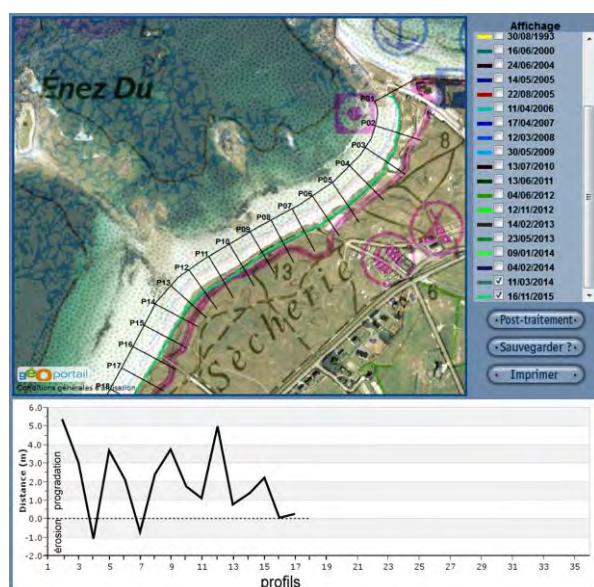 Affichage
30/08/1993
16/06/2000
24/06/2004
14/05/2005
22/08/2005
11/04/2006
17/04/2007
12/03/2008
30/05/2009
13/07/2010
13/06/2011
04/06/2012
12/11/2012
14/02/2013
23/05/2013
09/01/2014
04/02/2014
11/03/2014
16/11/2015
Post-traitement
Sauvegarder ?
Imprimer
Énez Du
P01
P02
P03
P04
P05
P06
P07
P08
P09
P10
P11
P12
P13
P14
P15
P16
P17
P18
8
13
6
Secherie
geoportail
Conditions générales d'utilisation
6.0
5.0
4.0
3.0
2.0
1.0
0.0
-1.0
-2.0
Distance (m)
érosion progradation
1 3 5 7 9 11 13 15 17 19 21 23 25 27 29 31 33 35
profils